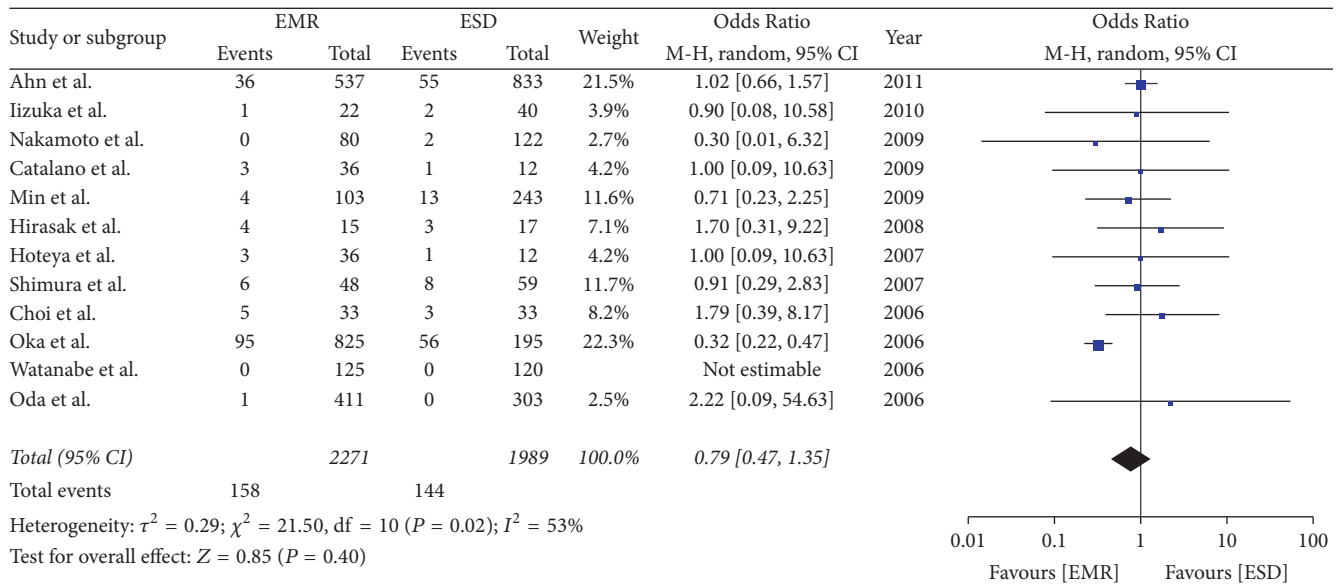 Study or subgroup EMR ESD Weight Odds Ratio Year Odds Ratio
Events Total Events Total M-H, random, 95% CI M-H, random, 95% CI
Ahn et al. 36 537 55 833 21.5% 1.02 [0.66, 1.57] 2011
Iizuka et al. 1 22 2 40 3.9% 0.90 [0.08, 10.58] 2010
Nakamoto et al. 0 80 2 122 2.7% 0.30 [0.01, 6.32] 2009
Catalano et al. 3 36 1 12 4.2% 1.00 [0.09, 10.63] 2009
Min et al. 4 103 13 243 11.6% 0.71 [0.23, 2.25] 2009
Hirasak et al. 4 15 3 17 7.1% 1.70 [0.31, 9.22] 2008
Hoteya et al. 3 36 1 12 4.2% 1.00 [0.09, 10.63] 2007
Shimura et al. 6 48 8 59 11.7% 0.91 [0.29, 2.83] 2007
Choi et al. 5 33 3 33 8.2% 1.79 [0.39, 8.17] 2006
Oka et al. 95 825 56 195 22.3% 0.32 [0.22, 0.47] 2006
Watanabe et al. 0 125 0 120 Not estimable 2006
Oda et al. 1 411 0 303 2.5% 2.22 [0.09, 54.63] 2006
Total (95% CI) 2271 1989 100.0% 0.79 [0.47, 1.35]
Total events 158 144
Heterogeneity: τ² = 0.29; χ² = 21.50, df = 10 (P = 0.02); I² = 53%
Test for overall effect: Z = 0.85 (P = 0.40)
0.01 0.1 1 10 100
Favours [EMR] Favours [ESD]